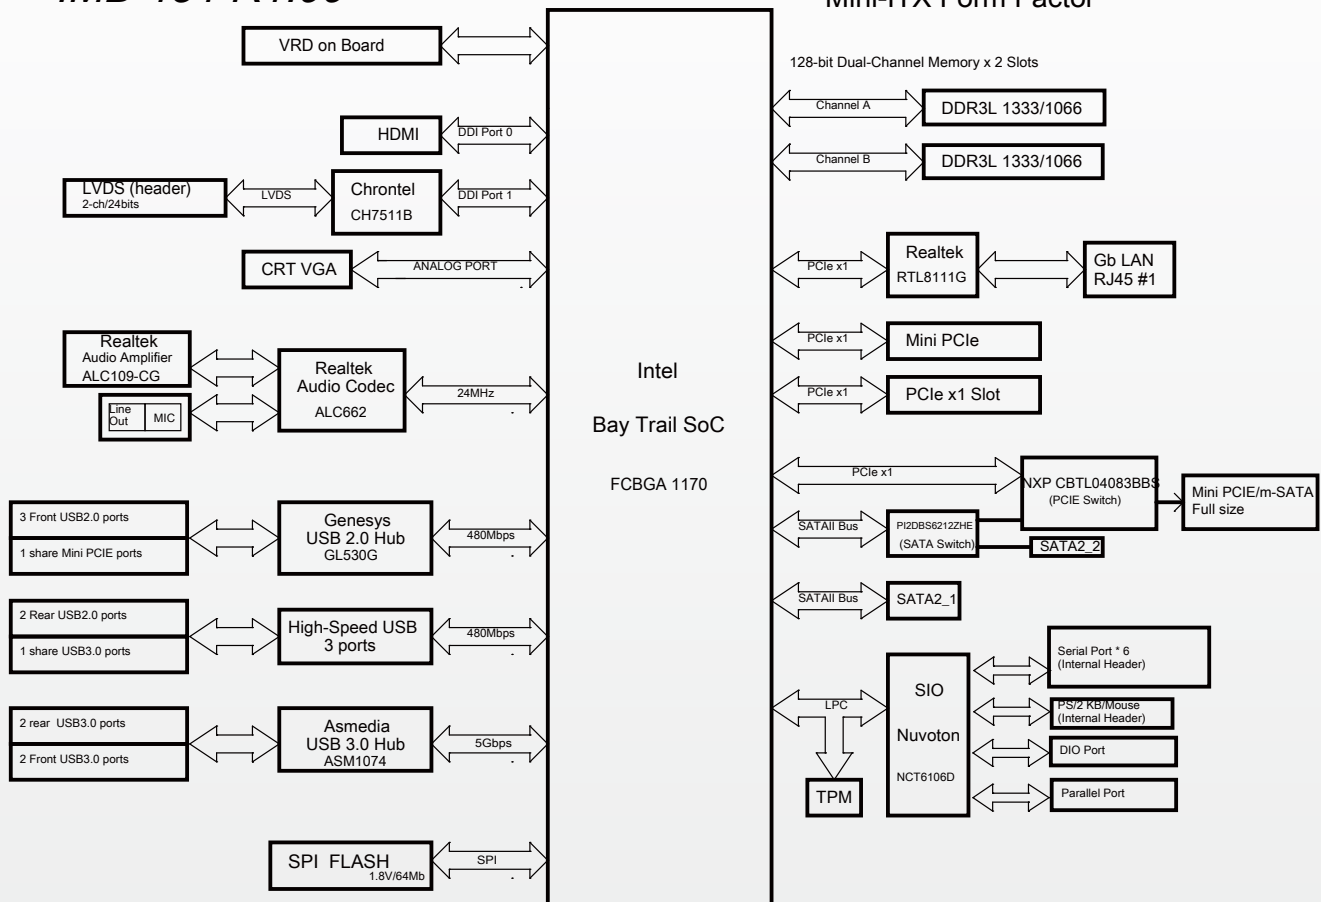 Mini-ITX Form Factor
VRD on Board
HDMI
DDI Port 0
LVDS (header)
2-ch/24bits
LVDS
Chrontel
CH7511B
DDI Port 1
CRT VGA
ANALOG PORT
Realtek
Audio Amplifier
ALC109-CG
Line
Out
MIC
Realtek
Audio Codec
ALC662
24MHz
3 Front USB2.0 ports
1 share Mini PCIE ports
Genesys
USB 2.0 Hub
GL530G
480Mbps
2 Rear USB2.0 ports
1 share USB3.0 ports
High-Speed USB
3 ports
480Mbps
2 rear USB3.0 ports
2 Front USB3.0 ports
Asmedia
USB 3.0 Hub
ASM1074
5Gbps
SPI FLASH
1.8V/64Mb
SPI
Intel
Bay Trail SoC
FCBGA 1170
128-bit Dual-Channel Memory x 2 Slots
Channel A
DDR3L 1333/1066
Channel B
DDR3L 1333/1066
PCIe x1
Realtek
RTL8111G
Gb LAN
RJ45 #1
PCIe x1
Mini PCIe
PCIe x1
PCIe x1 Slot
PCIe x1
NXP CBTL04083BBS
(PCIE Switch)
Mini PCIE/m-SATA
Full size
SATAII Bus
PI2DBS6212ZHE
(SATA Switch)
SATA2_2
SATAII Bus
SATA2_1
LPC
TPM
SIO
Nuvoton
NCT6106D
Serial Port * 6
(Internal Header)
PS/2 KB/Mouse
(Internal Header)
DIO Port
Parallel Port